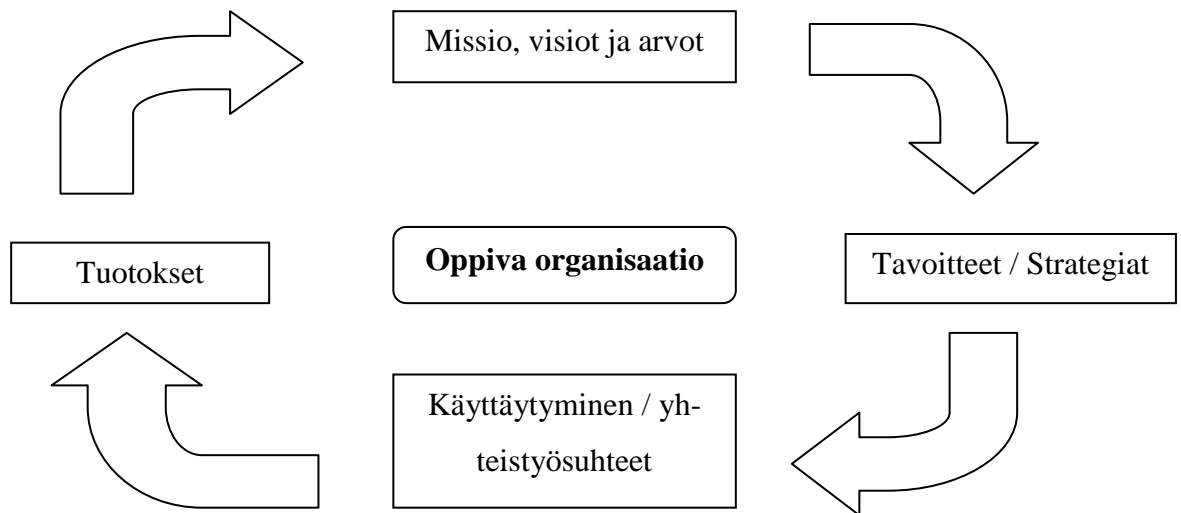 Missio, visiot ja arvot
Tuotokset
Oppiva organisaatio
Tavoitteet / Strategiat
Käyttäytyminen / yh-
teistyösuhteet